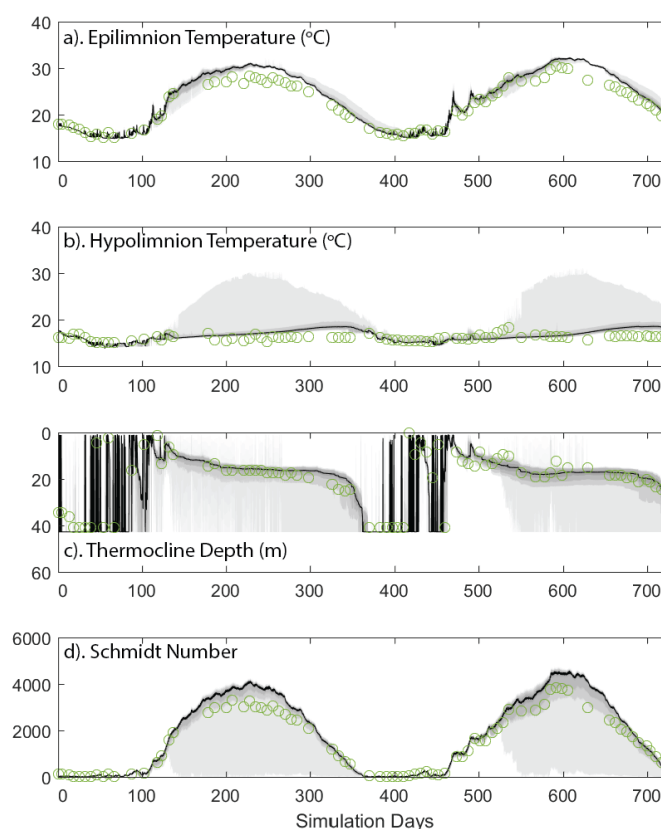 40
a). Epilimnion Temperature (ºC)
30
20
10
0 100 200 300 400 500 600 700
40
b). Hypolimnion Temperature (ºC)
30
20
10
0 100 200 300 400 500 600 700
0
20
40
c). Thermocline Depth (m)
60
0 100 200 300 400 500 600 700
6000
d). Schmidt Number
4000
2000
0
0 100 200 300 400 500 600 700
Simulation Days